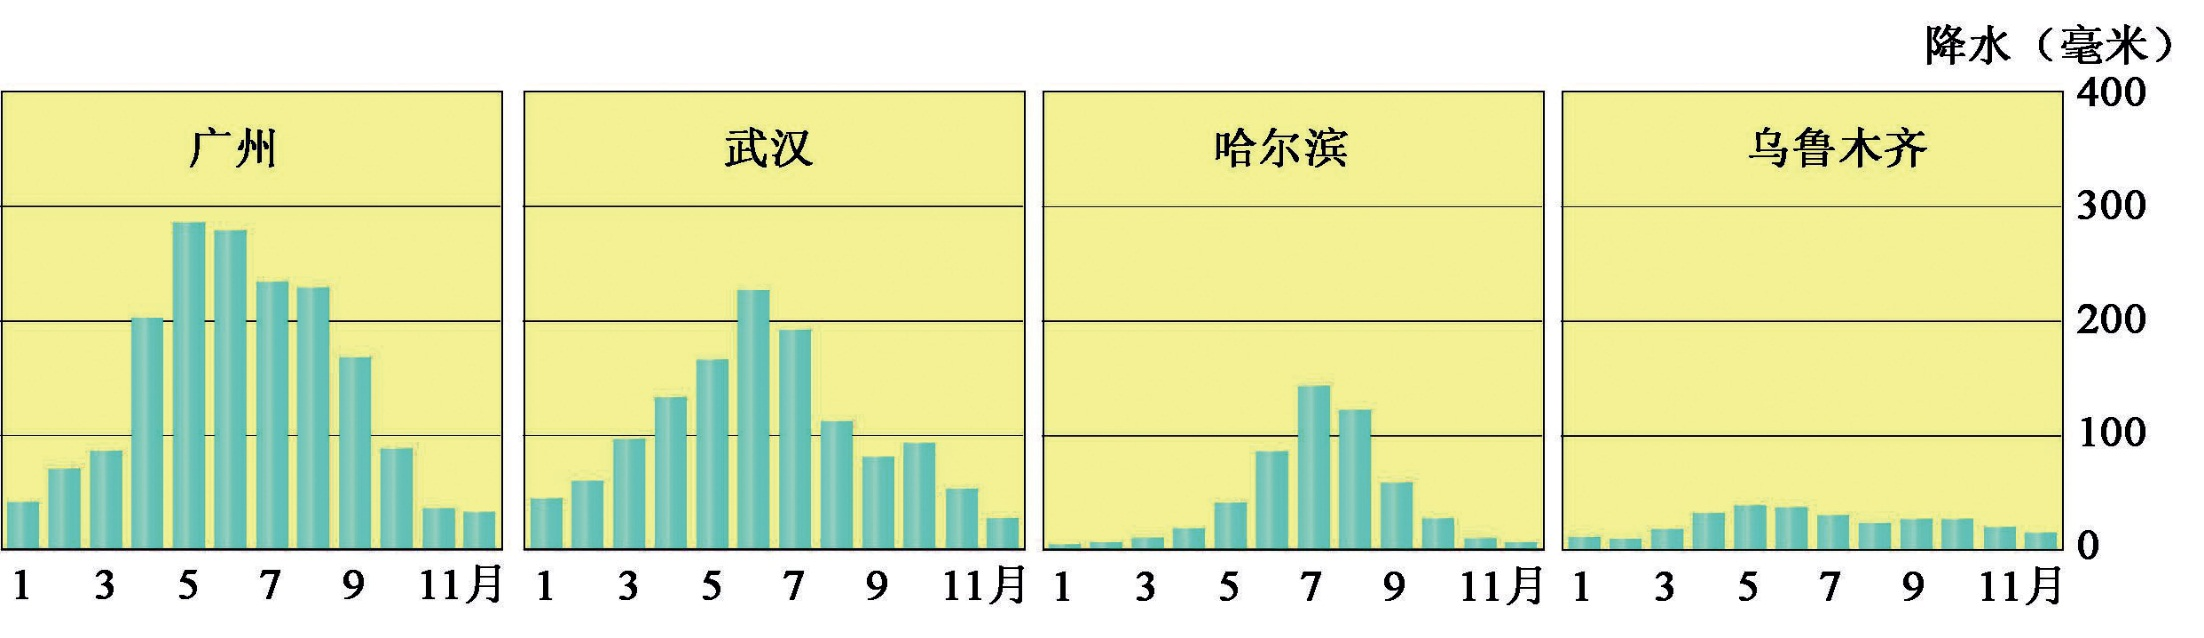 降水（毫米）
广州
武汉
哈尔滨
乌鲁木齐
400
300
200
100
0
1 3 5 7 9 11月
1 3 5 7 9 11月
1 3 5 7 9 11月
1 3 5 7 9 11月